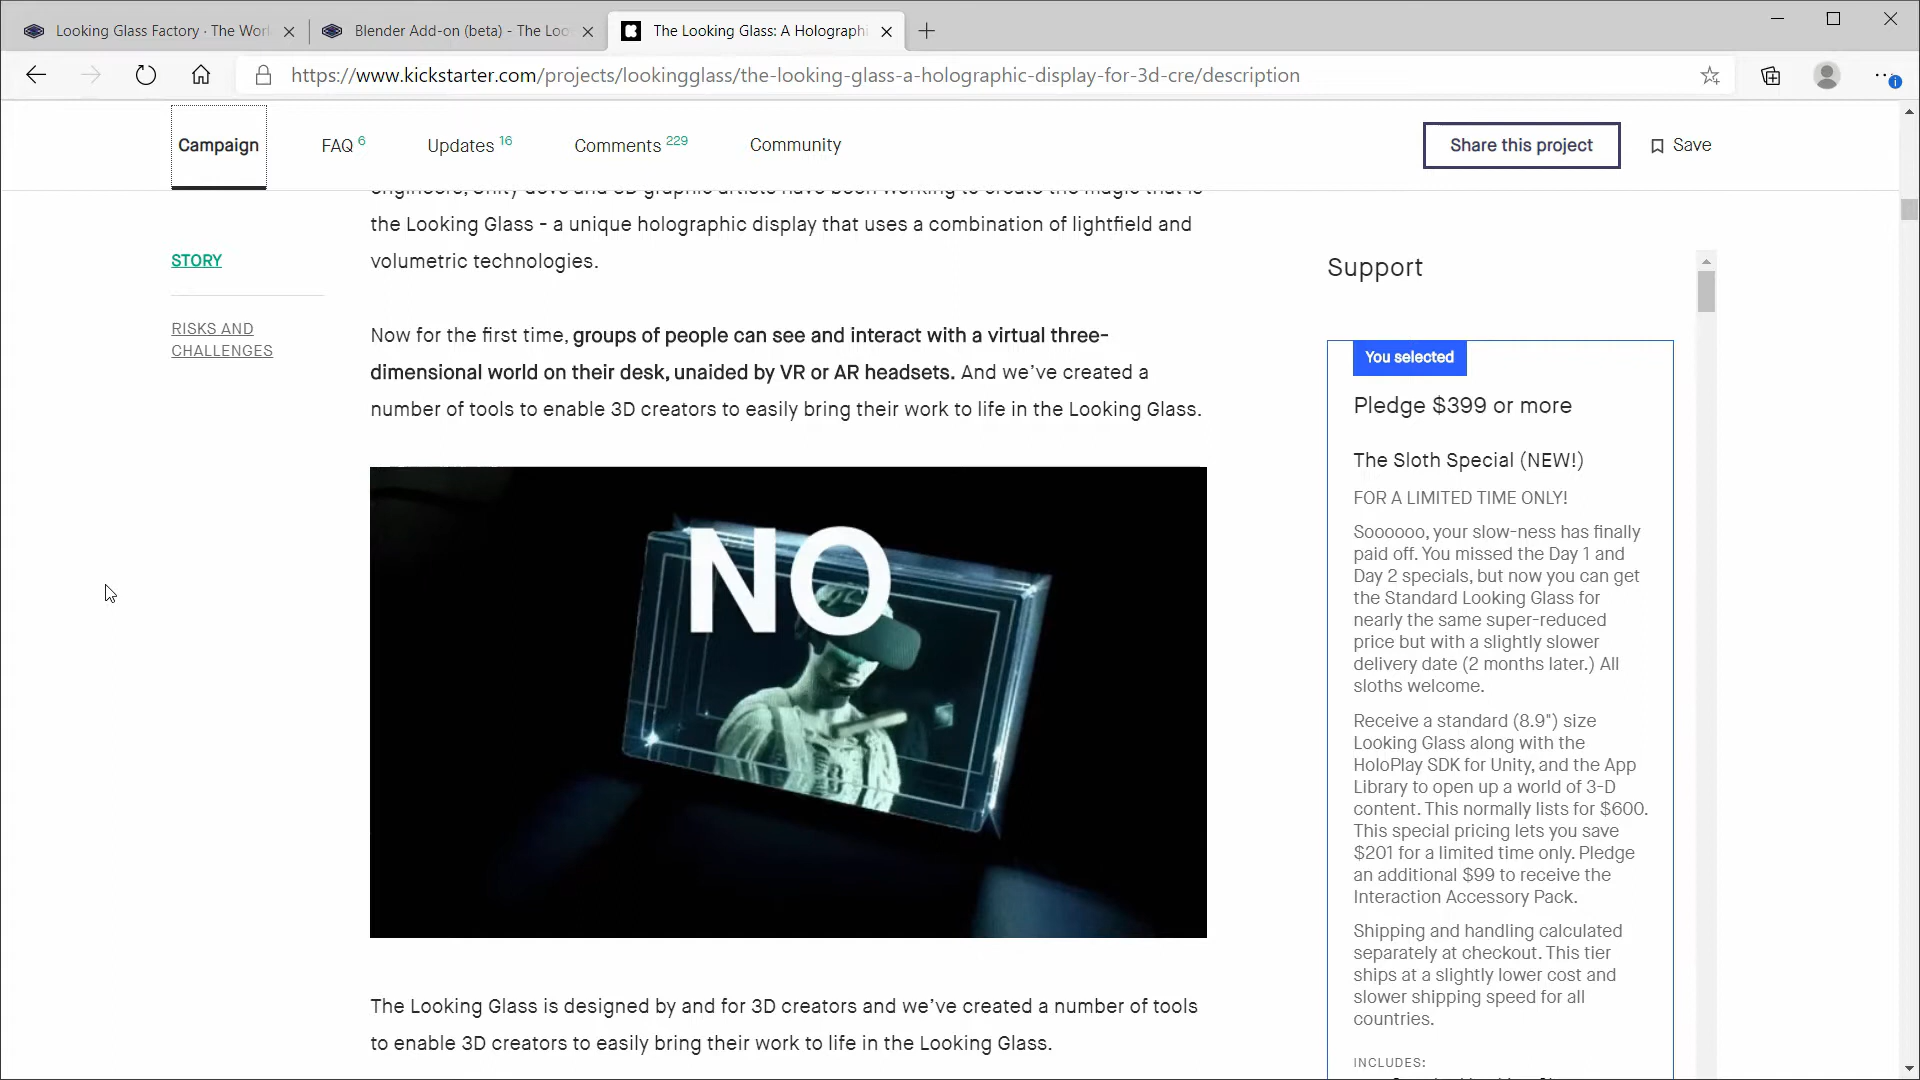 Looking Glass Factory · The Worl
Blender Add-on (beta) - The Loo
The Looking Glass: A Holographi
https://www.kickstarter.com/projects/lookingglass/the-looking-glass-a-holographic-display-for-3d-cre/description
Campaign
FAQ 6
Updates 16
Comments 229
Community
Share this project
Save
STORY
RISKS AND
CHALLENGES
engineers, Unity devs and 3D graphic artists have been working to create the magic that is
the Looking Glass - a unique holographic display that uses a combination of lightfield and
volumetric technologies.
Now for the first time, groups of people can see and interact with a virtual three-
dimensional world on their desk, unaided by VR or AR headsets. And we’ve created a
number of tools to enable 3D creators to easily bring their work to life in the Looking Glass.
NO
The Looking Glass is designed by and for 3D creators and we’ve created a number of tools
to enable 3D creators to easily bring their work to life in the Looking Glass.
Support
You selected
Pledge $399 or more
The Sloth Special (NEW!)
FOR A LIMITED TIME ONLY!
Soooooo, your slow-ness has finally
paid off. You missed the Day 1 and
Day 2 specials, but now you can get
the Standard Looking Glass for
nearly the same super-reduced
price but with a slightly slower
delivery date (2 months later.) All
sloths welcome.
Receive a standard (8.9") size
Looking Glass along with the
HoloPlay SDK for Unity, and the App
Library to open up a world of 3-D
content. This normally lists for $600.
This special pricing lets you save
$201 for a limited time only. Pledge
an additional $99 to receive the
Interaction Accessory Pack.
Shipping and handling calculated
separately at checkout. This tier
ships at a slightly lower cost and
slower shipping speed for all
countries.
INCLUDES: